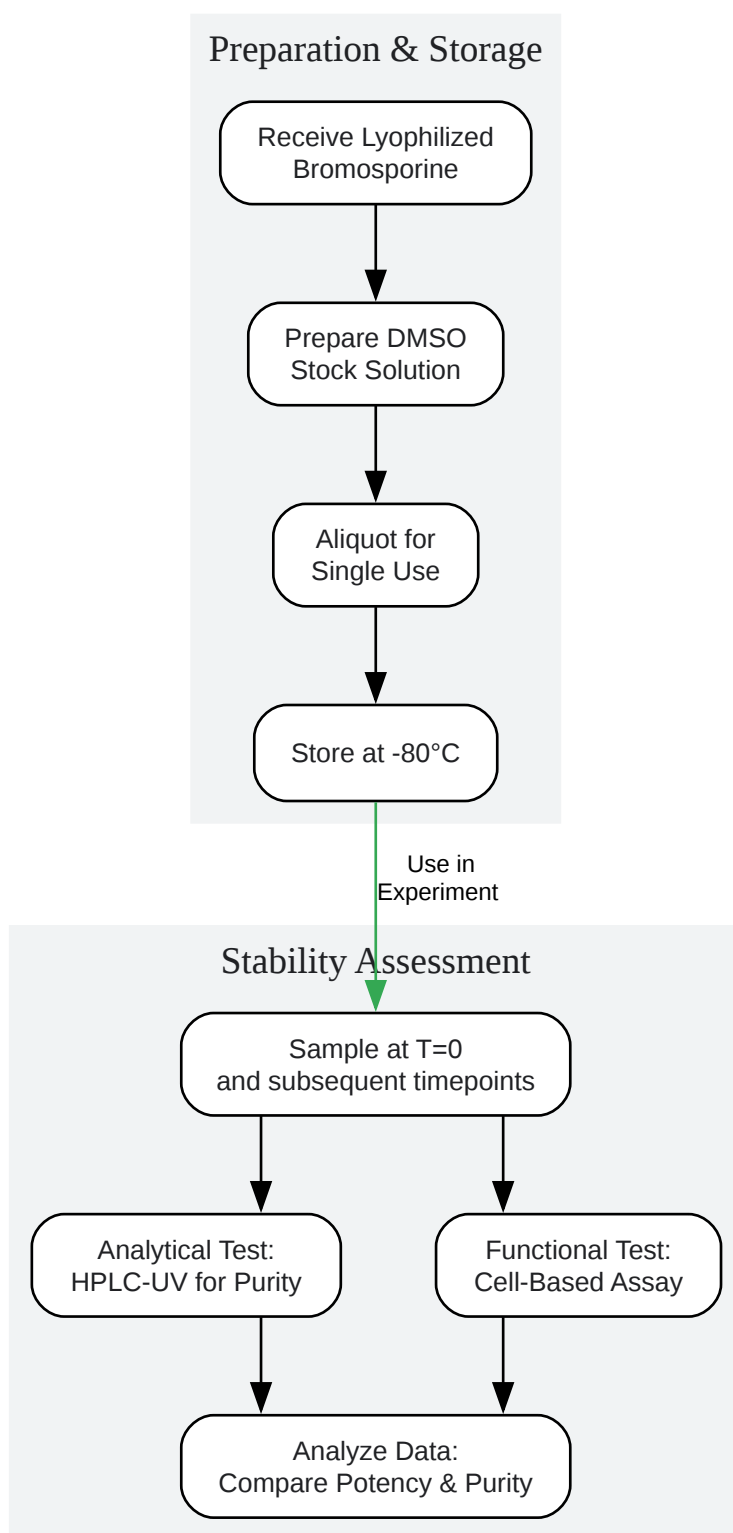 Preparation & Storage
Receive Lyophilized
Bromosporine
Prepare DMSO
Stock Solution
Aliquot for
Single Use
Store at -80°C
Use in
Experiment
Stability Assessment
Sample at T=0
and subsequent timepoints
Analytical Test:
HPLC-UV for Purity
Functional Test:
Cell-Based Assay
Analyze Data:
Compare Potency & Purity